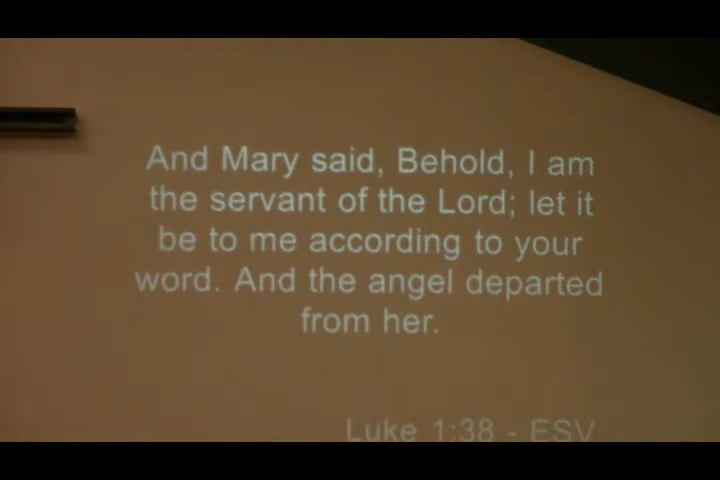 And Mary said, Behold, I am
the servant of the Lord; let it
be to me according to your
word. And the angel departed
from her.
Luke 1:38 - ESV